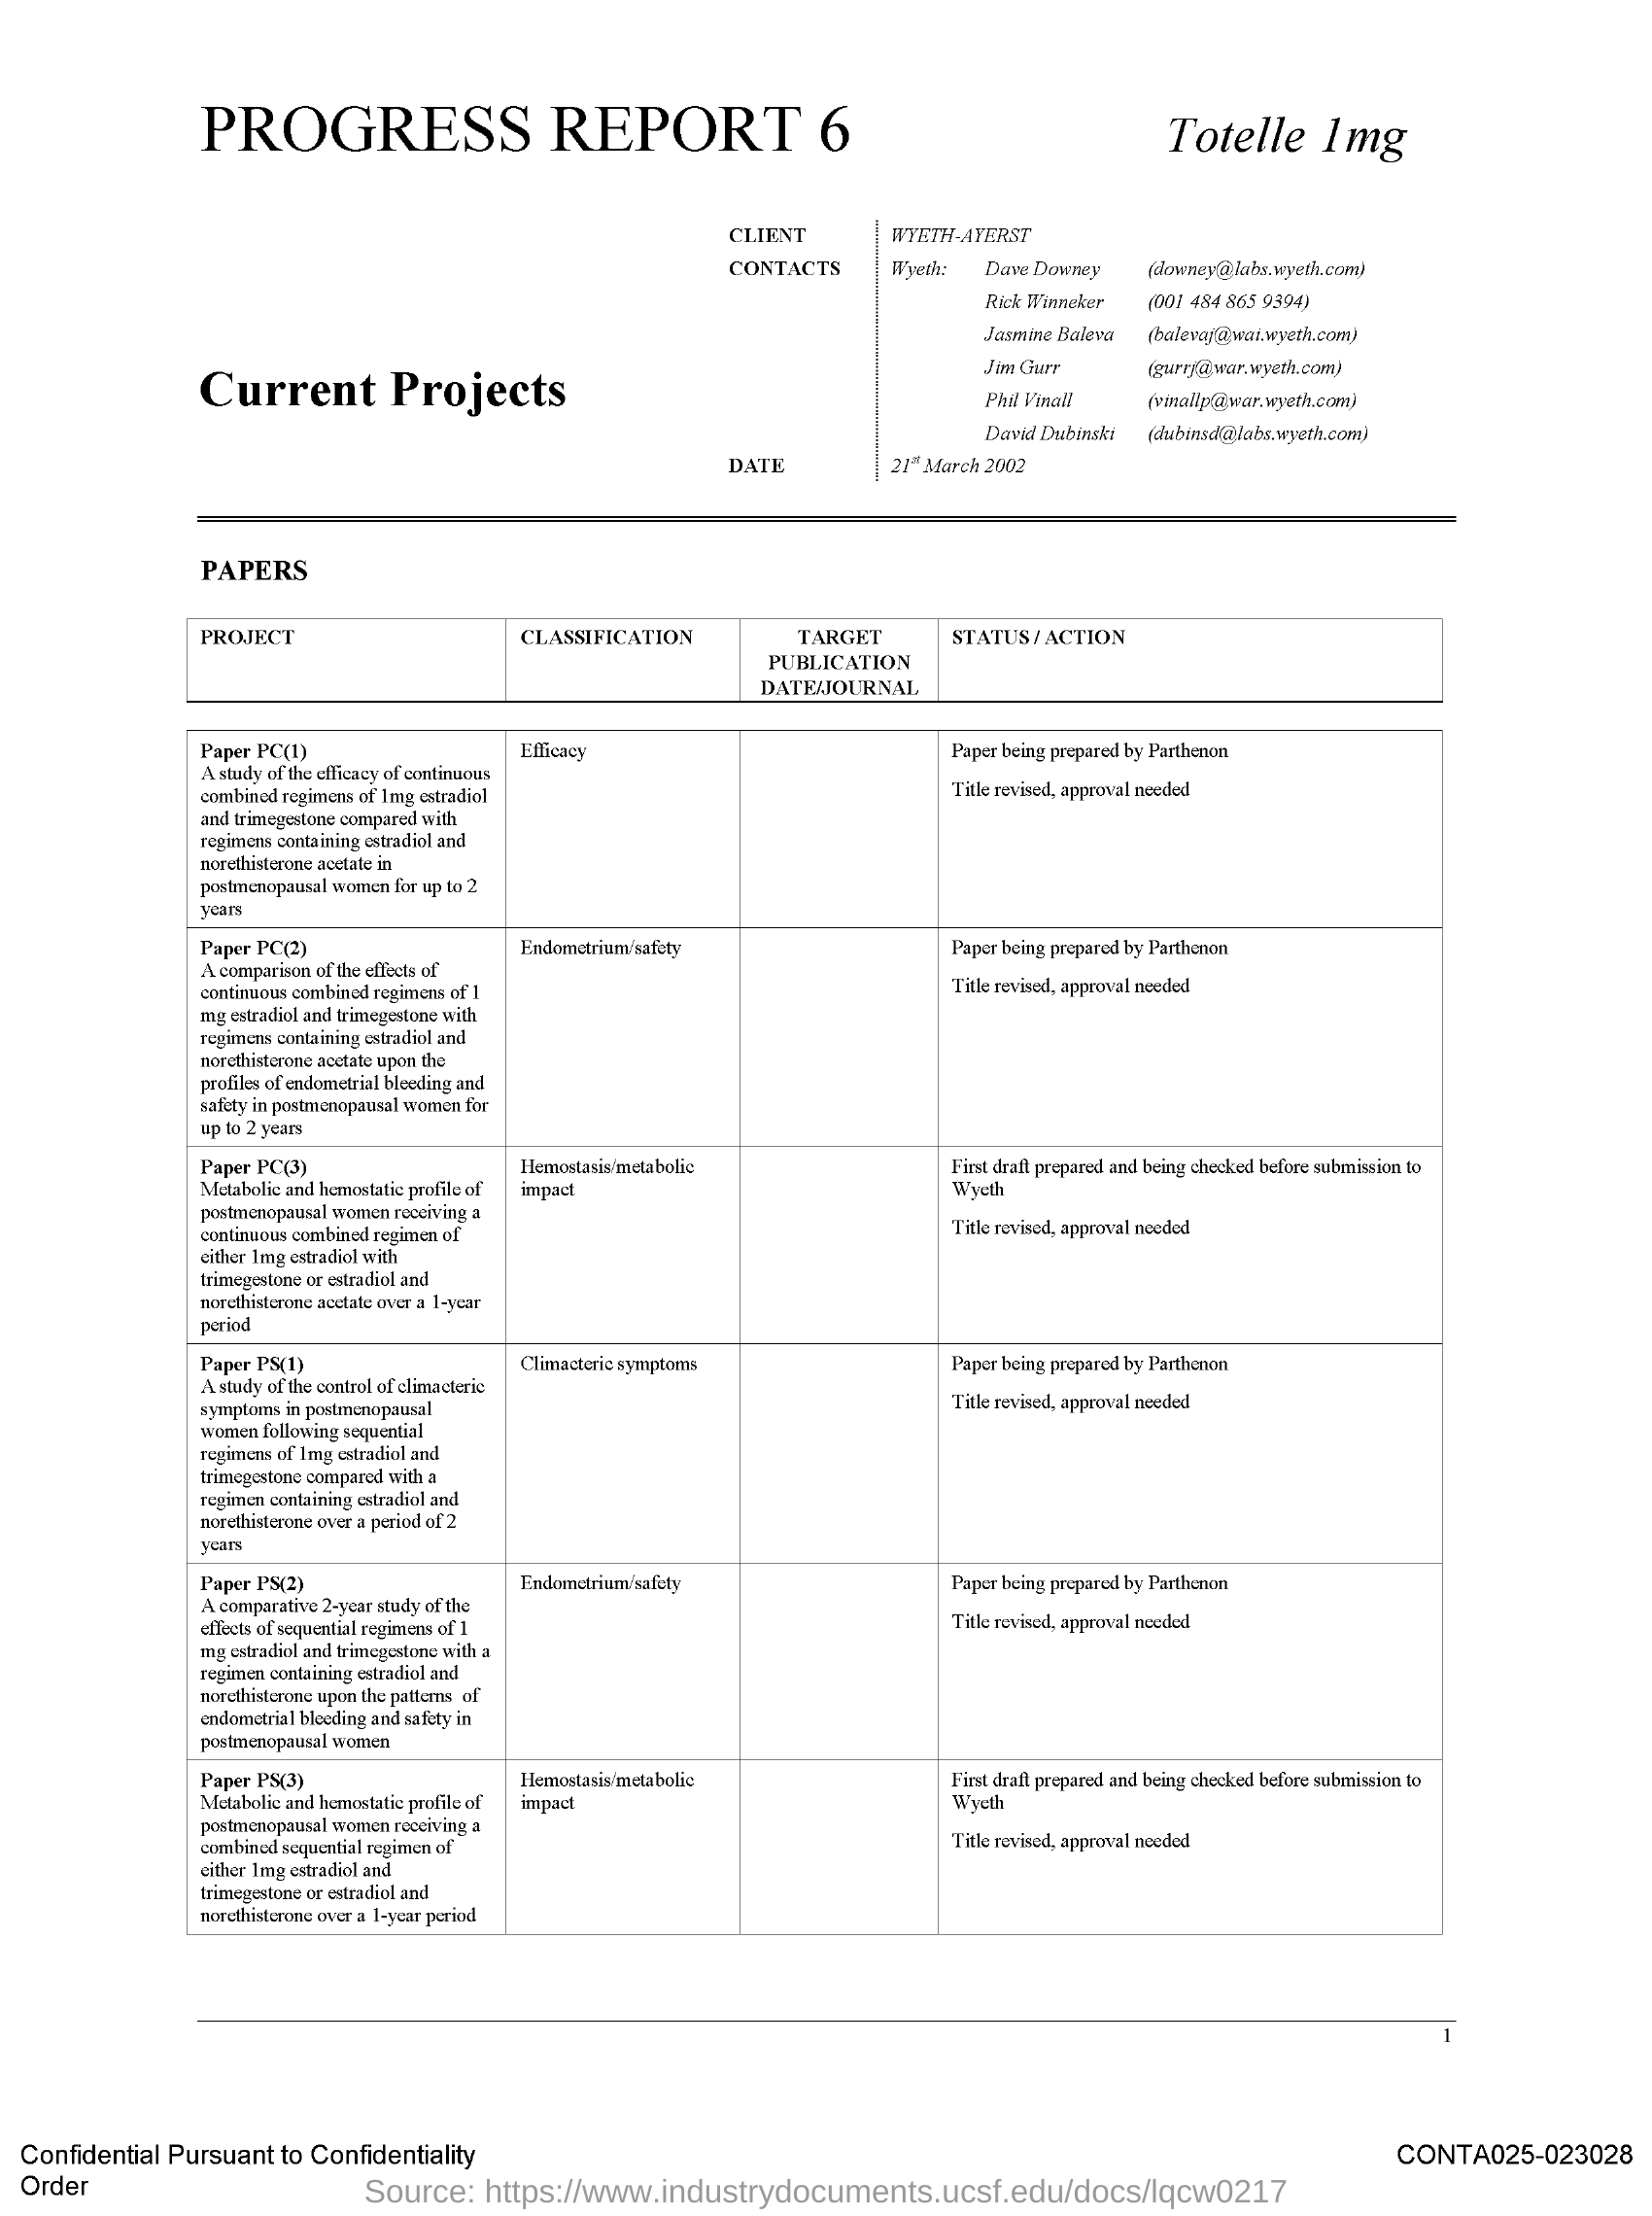 PROGRESS REPORT 6
Totelle 1mg
CLIENT WYETH-AYERST
CONTACTS Wyeth: Dave Downey (downey@labs.wyeth.com)
Rick Winneker (001 484 865 9394)
Jasmine Baleva (balevaj@wai.wyeth.com)
Jim Gurr (gurrj@war.wyeth.com)
Current Projects
Phil Vinall (vinallp@war.wyeth.com)
David Dubinski (dubinsd@labs.wyeth.com)
DATE 21st March 2002
PAPERS
PROJECT
CLASSIFICATION
TARGET
PUBLICATION
DATE/JOURNAL
STATUS / ACTION
Paper PC(1)
A study of the efficacy of continuous
combined regimens of 1mg estradiol
and trimegestone compared with
regimens containing estradiol and
norethisterone acetate in
postmenopausal women for up to 2
years
Efficacy
Paper being prepared by Parthenon
Title revised, approval needed
Paper PC(2)
A comparison of the effects of
continuous combined regimens of 1
mg estradiol and trimegestone with
regimens containing estradiol and
norethisterone acetate upon the
profiles of endometrial bleeding and
safety in postmenopausal women for
up to 2 years
Endometrium/safety
Paper being prepared by Parthenon
Title revised, approval needed
Paper PC(3)
Metabolic and hemostatic profile of
postmenopausal women receiving a
continuous combined regimen of
either 1mg estradiol with
trimegestone or estradiol and
norethisterone acetate over a 1-year
period
Hemostasis/metabolic
impact
First draft prepared and being checked before submission to
Wyeth
Title revised, approval needed
Paper PS(1)
A study of the control of climacteric
symptoms in postmenopausal
women following sequential
regimens of 1mg estradiol and
trimegestone compared with a
regimen containing estradiol and
norethisterone over a period of 2
years
Climacteric symptoms
Paper being prepared by Parthenon
Title revised, approval needed
Paper PS(2)
A comparative 2-year study of the
effects of sequential regimens of 1
mg estradiol and trimegestone with a
regimen containing estradiol and
norethisterone upon the patterns of
endometrial bleeding and safety in
postmenopausal women
Endometrium/safety
Paper being prepared by Parthenon
Title revised, approval needed
Paper PS(3)
Metabolic and hemostatic profile of
postmenopausal women receiving a
combined sequential regimen of
either 1mg estradiol and
trimegestone or estradiol and
norethisterone over a 1-year period
Hemostasis/metabolic
impact
First draft prepared and being checked before submission to
Wyeth
Title revised, approval needed
1
Confidential Pursuant to Confidentiality
Order
CONTA025-023028
Source: https://www.industrydocuments.ucsf.edu/docs/lqcw0217